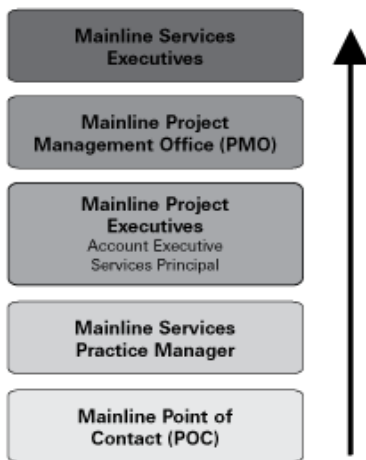 Mainline Services
Executives
Mainline Project
Management Office (PMO)
Mainline Project
Executives
Account Executive
Services Principal
Mainline Services
Practice Manager
Mainline Point of
Contact (POC)